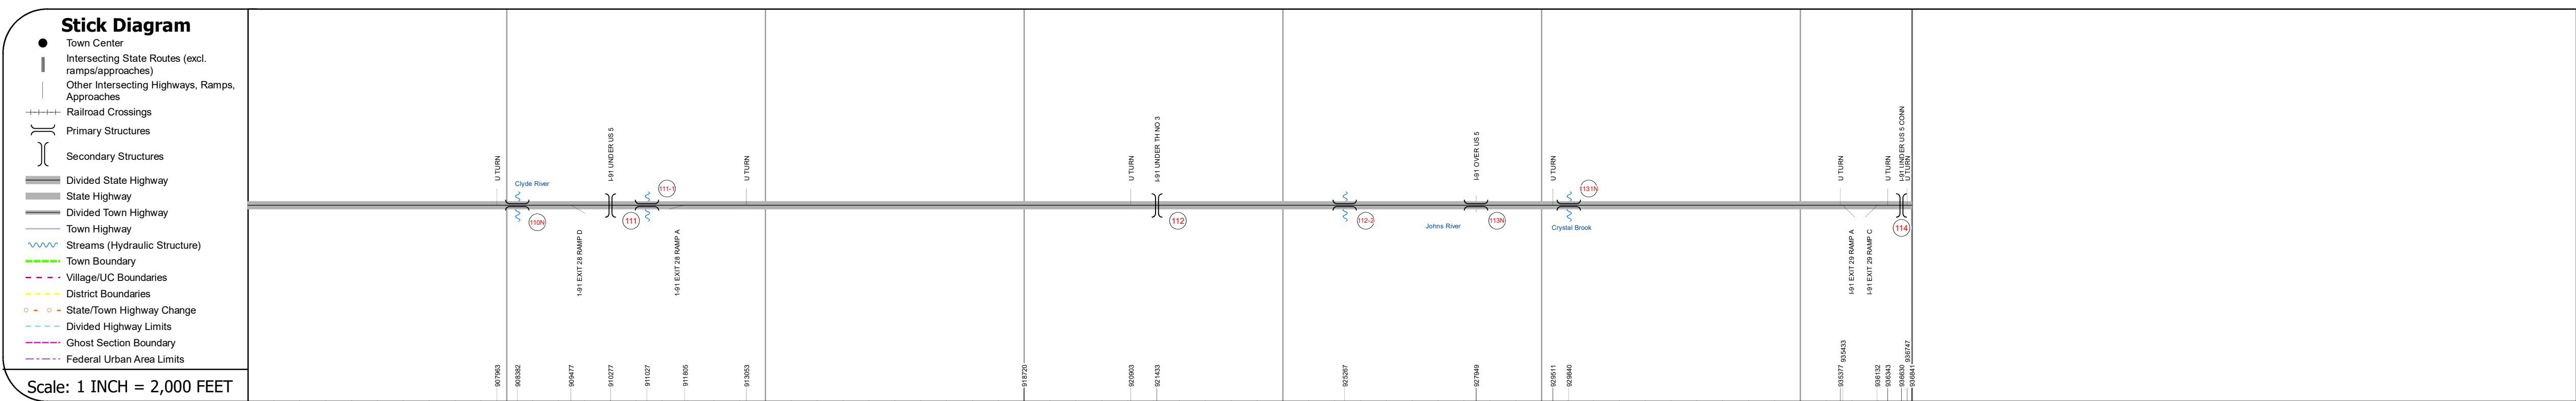 Stick Diagram
Town Center
Intersecting State Routes (excl.
ramps/approaches)
Other Intersecting Highways, Ramps,
Approaches
Railroad Crossings
Primary Structures
Secondary Structures
Divided State Highway
State Highway
Divided Town Highway
Town Highway
Streams (Hydraulic Structure)
Town Boundary
Village/UC Boundaries
District Boundaries
State/Town Highway Change
Divided Highway Limits
Ghost Section Boundary
Federal Urban Area Limits
Scale: 1 INCH = 2,000 FEET
U TURN
Clyde River
110N
1-91 EXIT 28 RAMP D
I-91 UNDER US 5
111
111-1
1-91 EXIT 28 RAMP A
U TURN
U TURN
I-91 UNDER TH NO 3
112
112-2
Johns River
I-91 OVER US 5
113N
U TURN
1131N
Crystal Brook
U TURN
I-91 EXIT 29 RAMP A
I-91 EXIT 29 RAMP C
U TURN
I-91 UNDER US 5 CONN
U TURN
114
907963
908382
909477
910277
911027
911805
913053
918720
920903
921433
925267
927949
929511
929840
935377
935433
936132
936343
936630
936747
936841